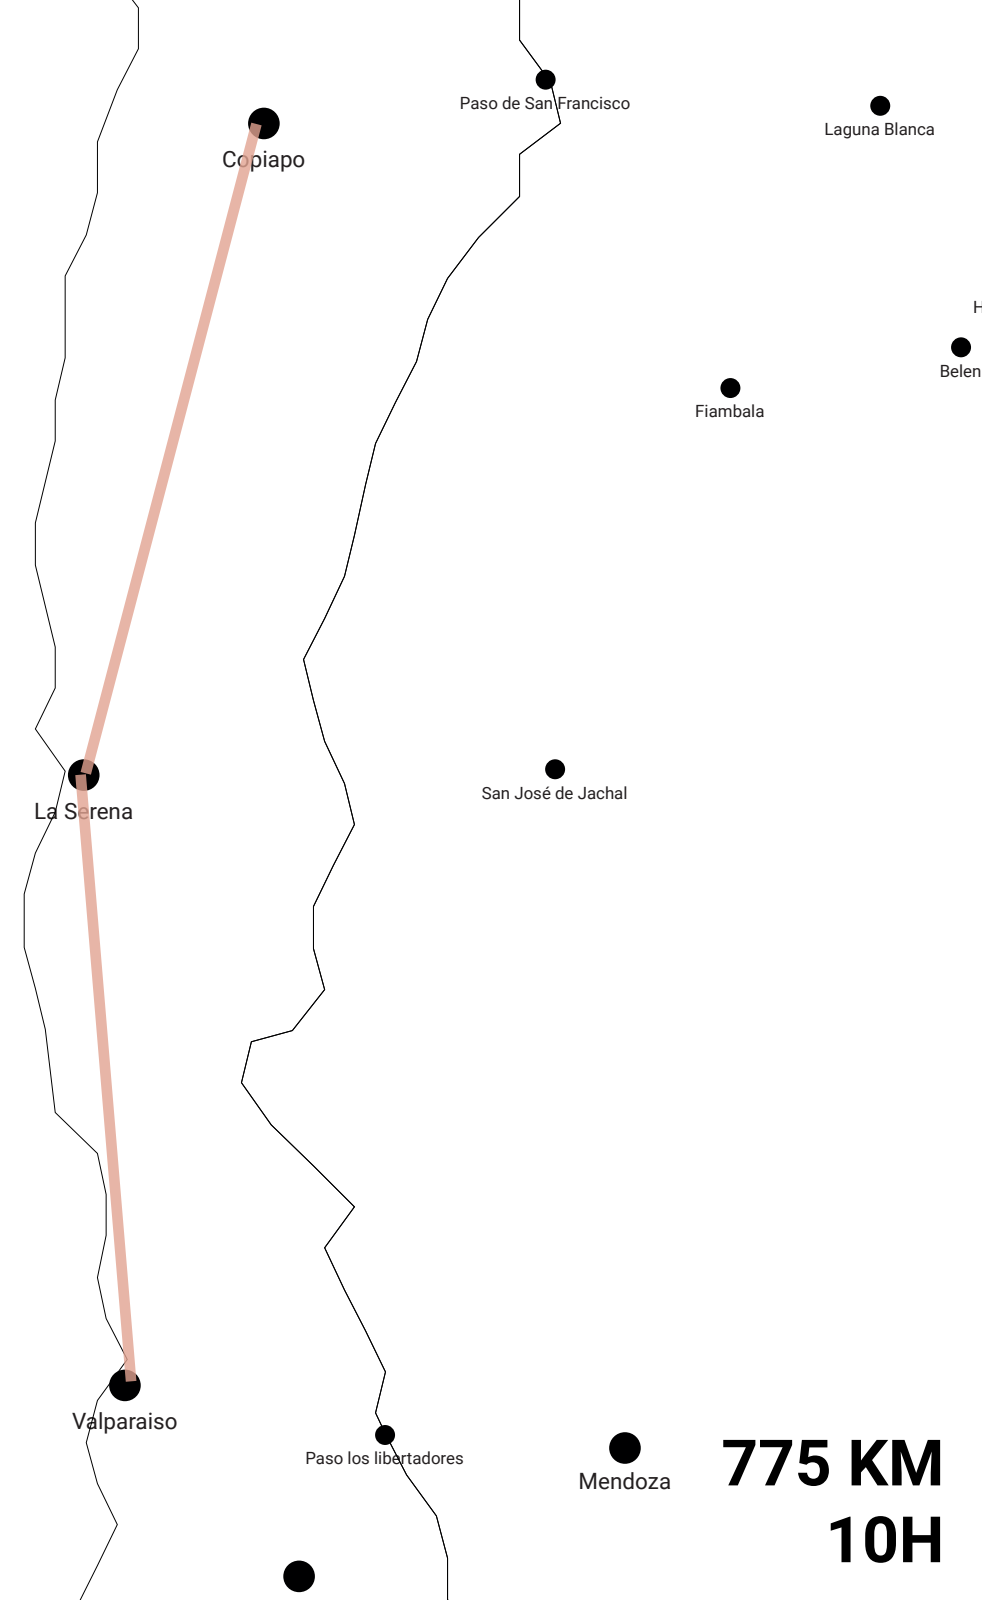 Paso de San Francisco
Laguna Blanca
Copiapo
H
Belen
Fiambala
San José de Jachal
La Serena
Valparaiso
Paso los libertadores
Mendoza
775 KM
10H